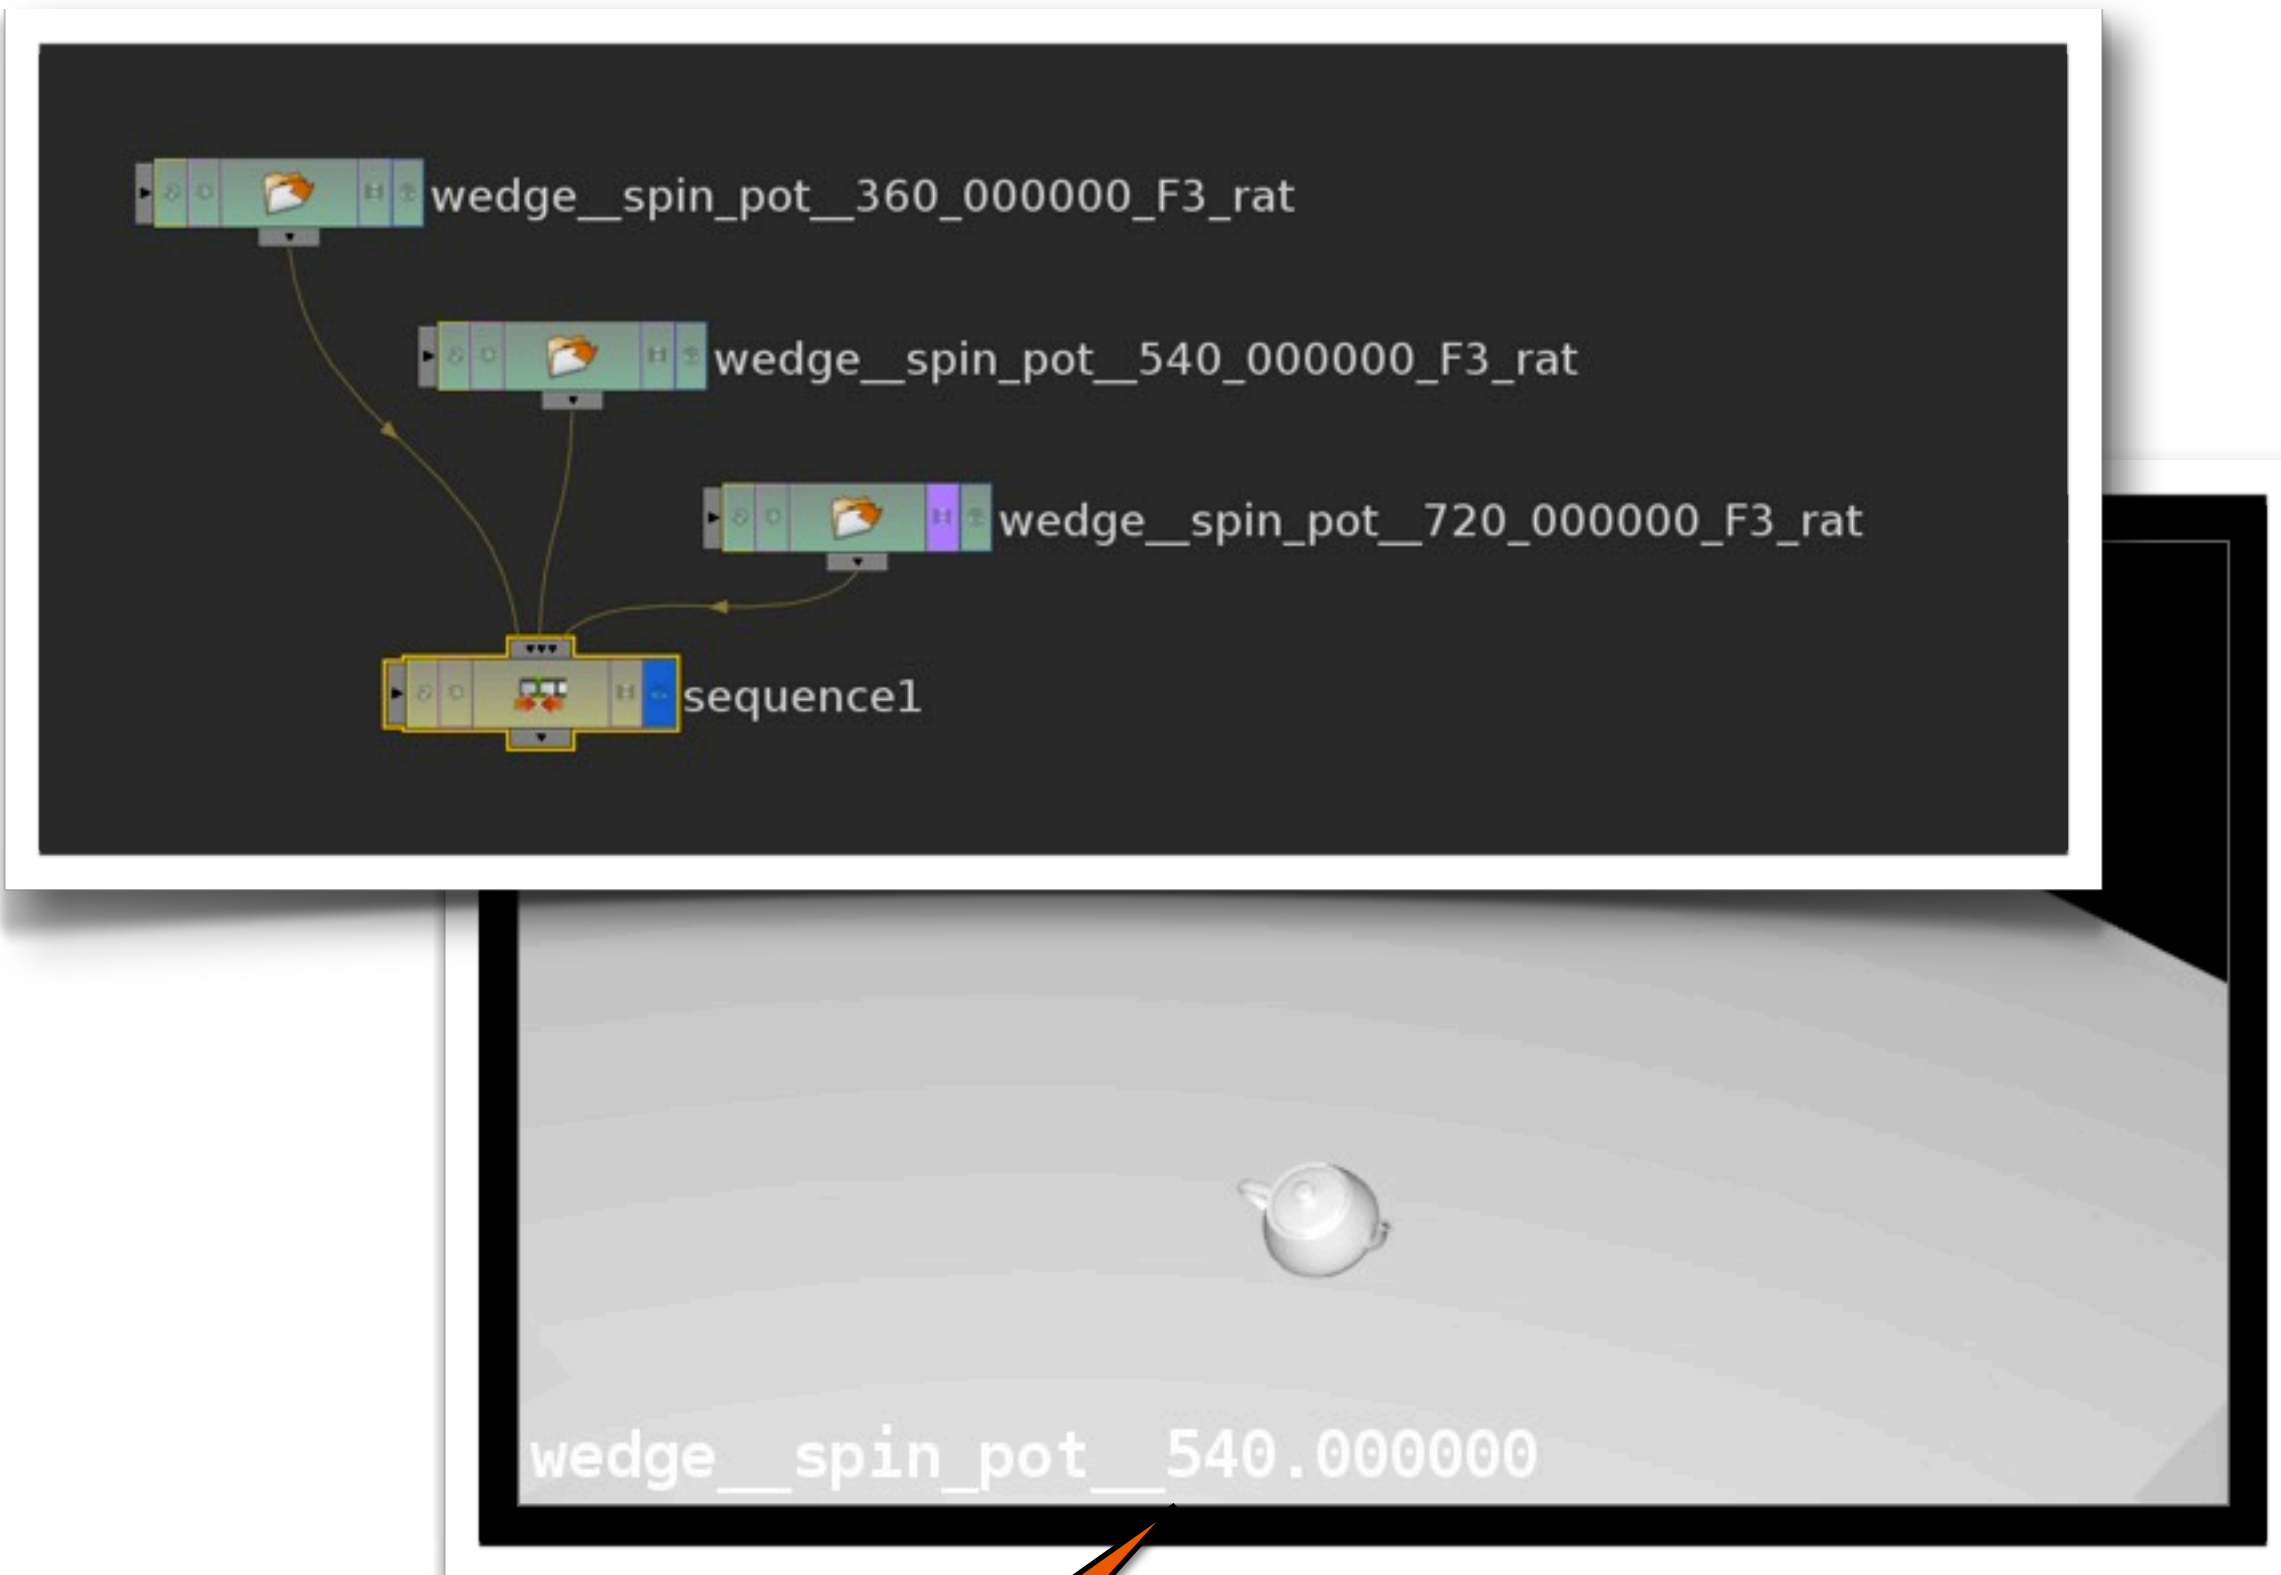 wedge__spin_pot__360_000000_F3_rat
wedge__spin_pot__540_000000_F3_rat
wedge__spin_pot__720_000000_F3_rat
sequence1
wedge__spin_pot__540.000000